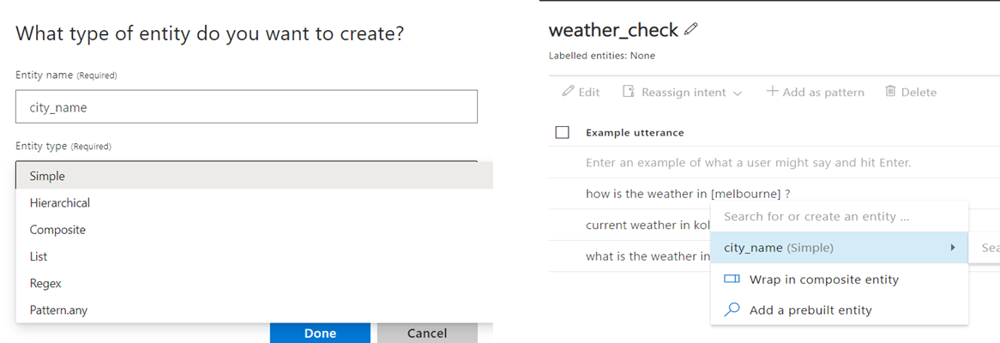 What type of entity do you want to create?
Entity name (Required)
city_name
Entity type (Required)
Simple
Hierarchical
Composite
List
Regex
Pattern.any
Done
Cancel
weather_check
Labelled entities: None
Edit
Reassign intent
Add as pattern
Delete
Example utterance
Enter an example of what a user might say and hit Enter.
how is the weather in [melbourne] ?
Search for or create an entity ...
current weather in
city_name (Simple)
what is the weather in
Wrap in composite entity
Add a prebuilt entity